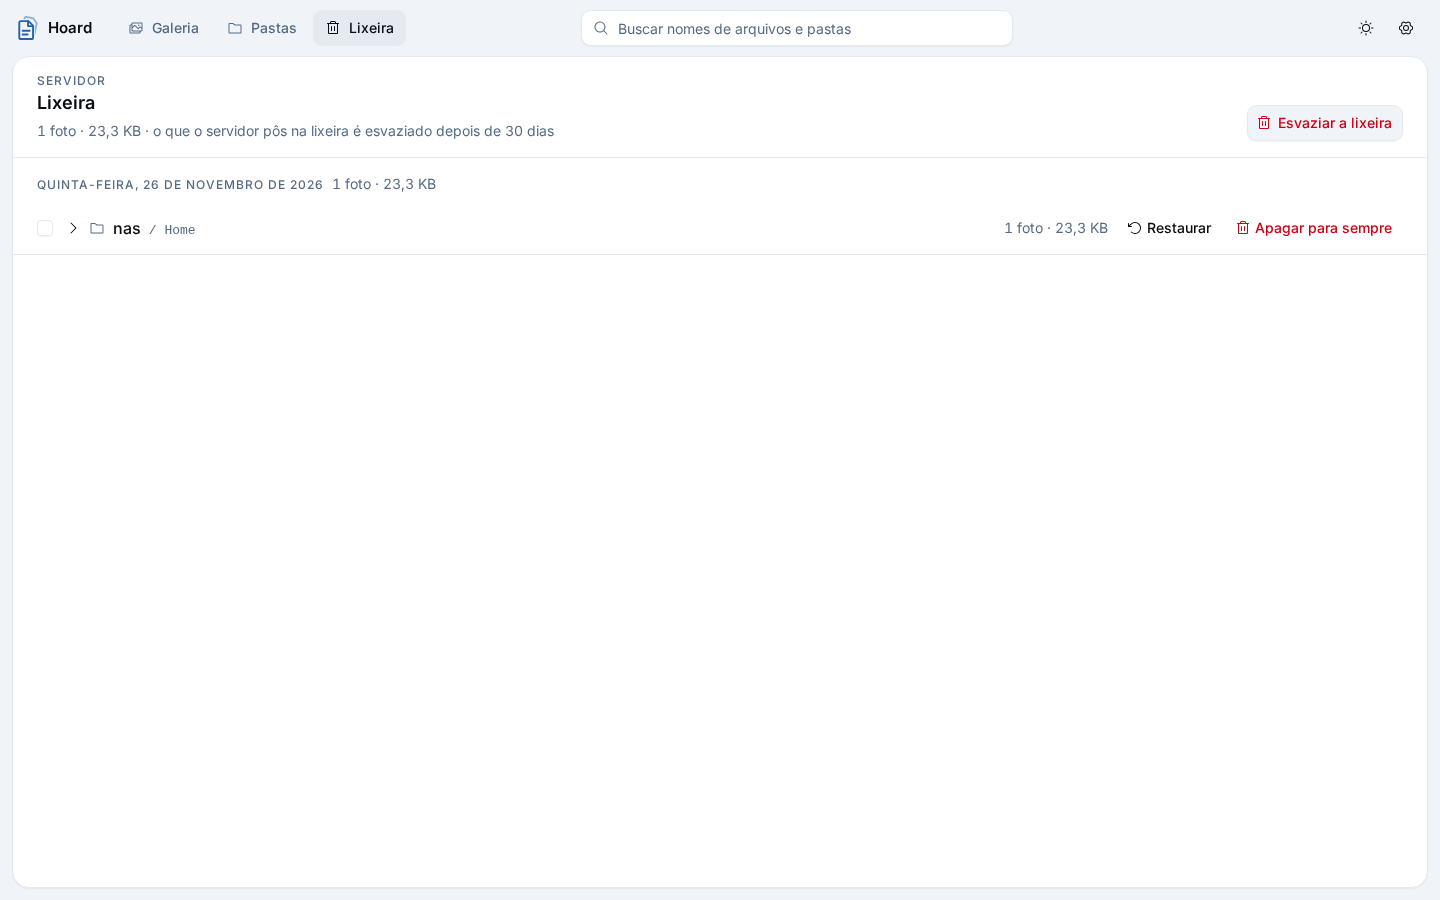 Hoard
Galeria
Pastas
Lixeira
Buscar nomes de arquivos e pastas
SERVIDOR
Lixeira
1 foto · 23,3 KB · o que o servidor pôs na lixeira é esvaziado depois de 30 dias
Esvaziar a lixeira
QUINTA-FEIRA, 26 DE NOVEMBRO DE 2026 1 foto · 23,3 KB
nas / Home
1 foto · 23,3 KB
Restaurar
Apagar para sempre